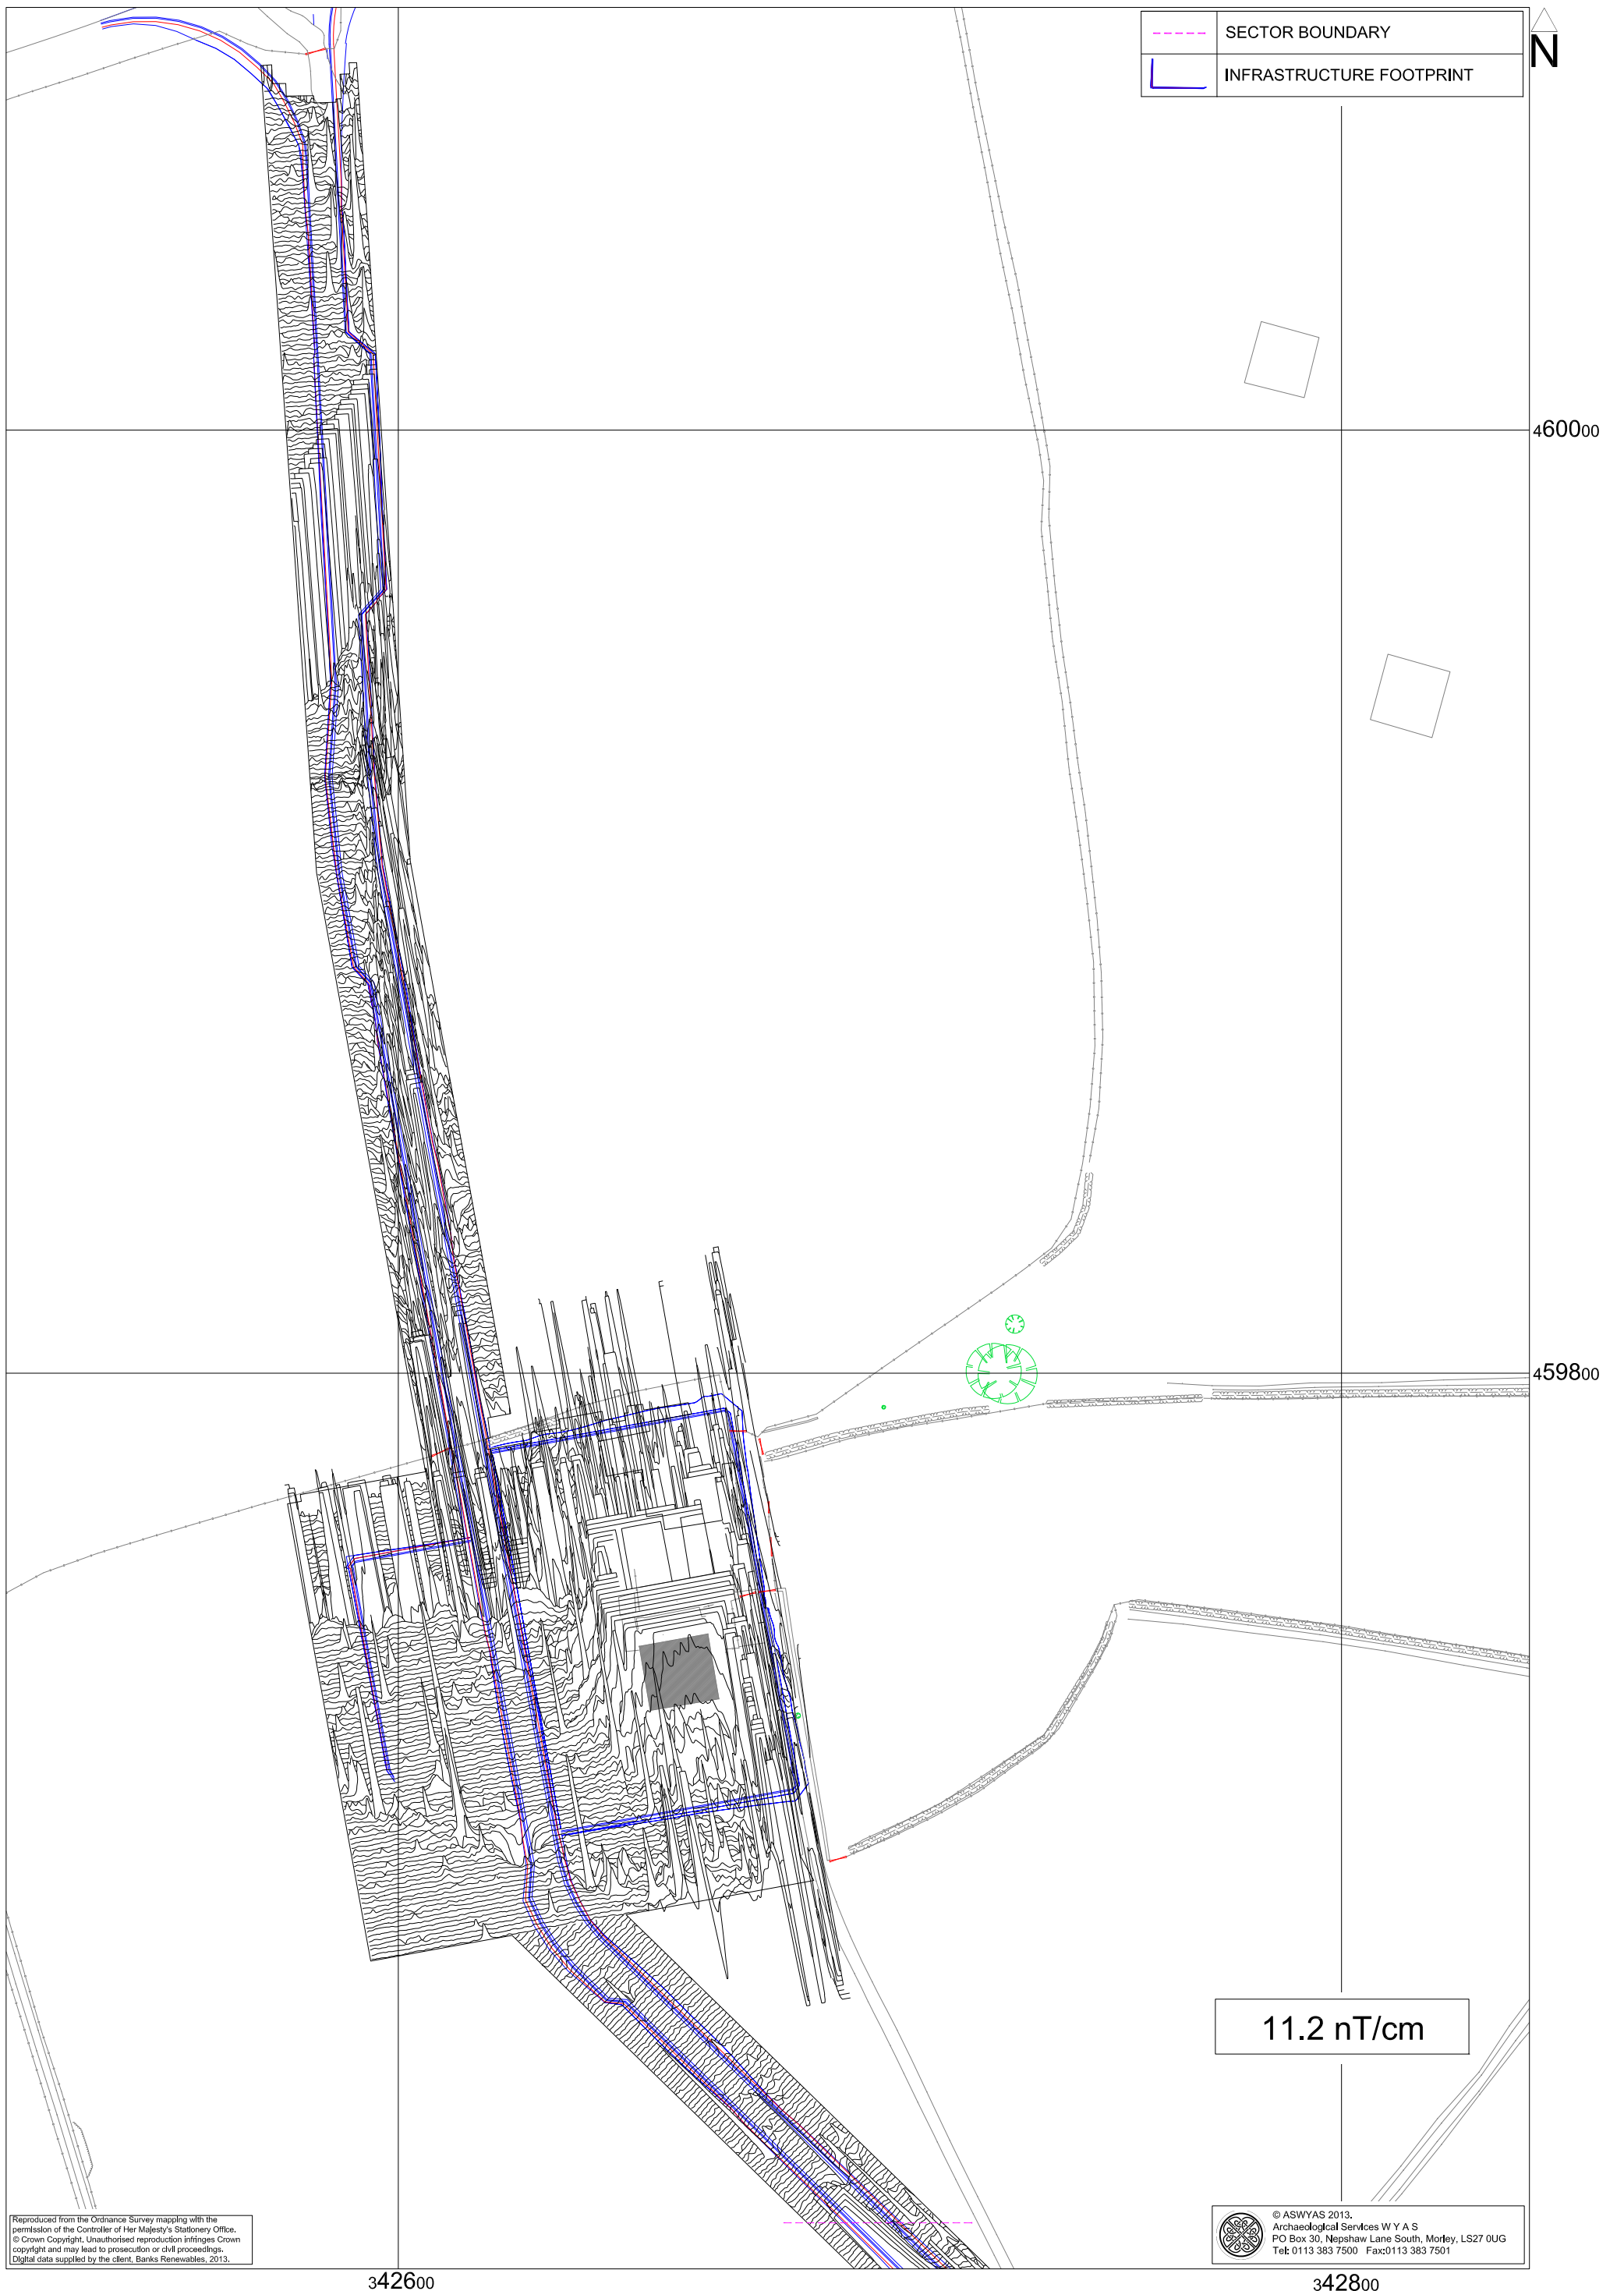 SECTOR BOUNDARY
INFRASTRUCTURE FOOTPRINT
N
460000
459800
11.2 nT/cm
Reproduced from the Ordnance Survey mapping with the
permission of the Controller of Her Majesty's Stationery Office.
© Crown Copyright. Unauthorised reproduction infringes Crown
copyright and may lead to prosecution or civil proceedings.
Digital data supplied by the client, Banks Renewables, 2013.
© ASWYAS 2013.
Archaeological Services W Y A S
PO Box 30, Nepshaw Lane South, Morley, LS27 0UG
Tel: 0113 383 7500 Fax:0113 383 7501
342600
342800